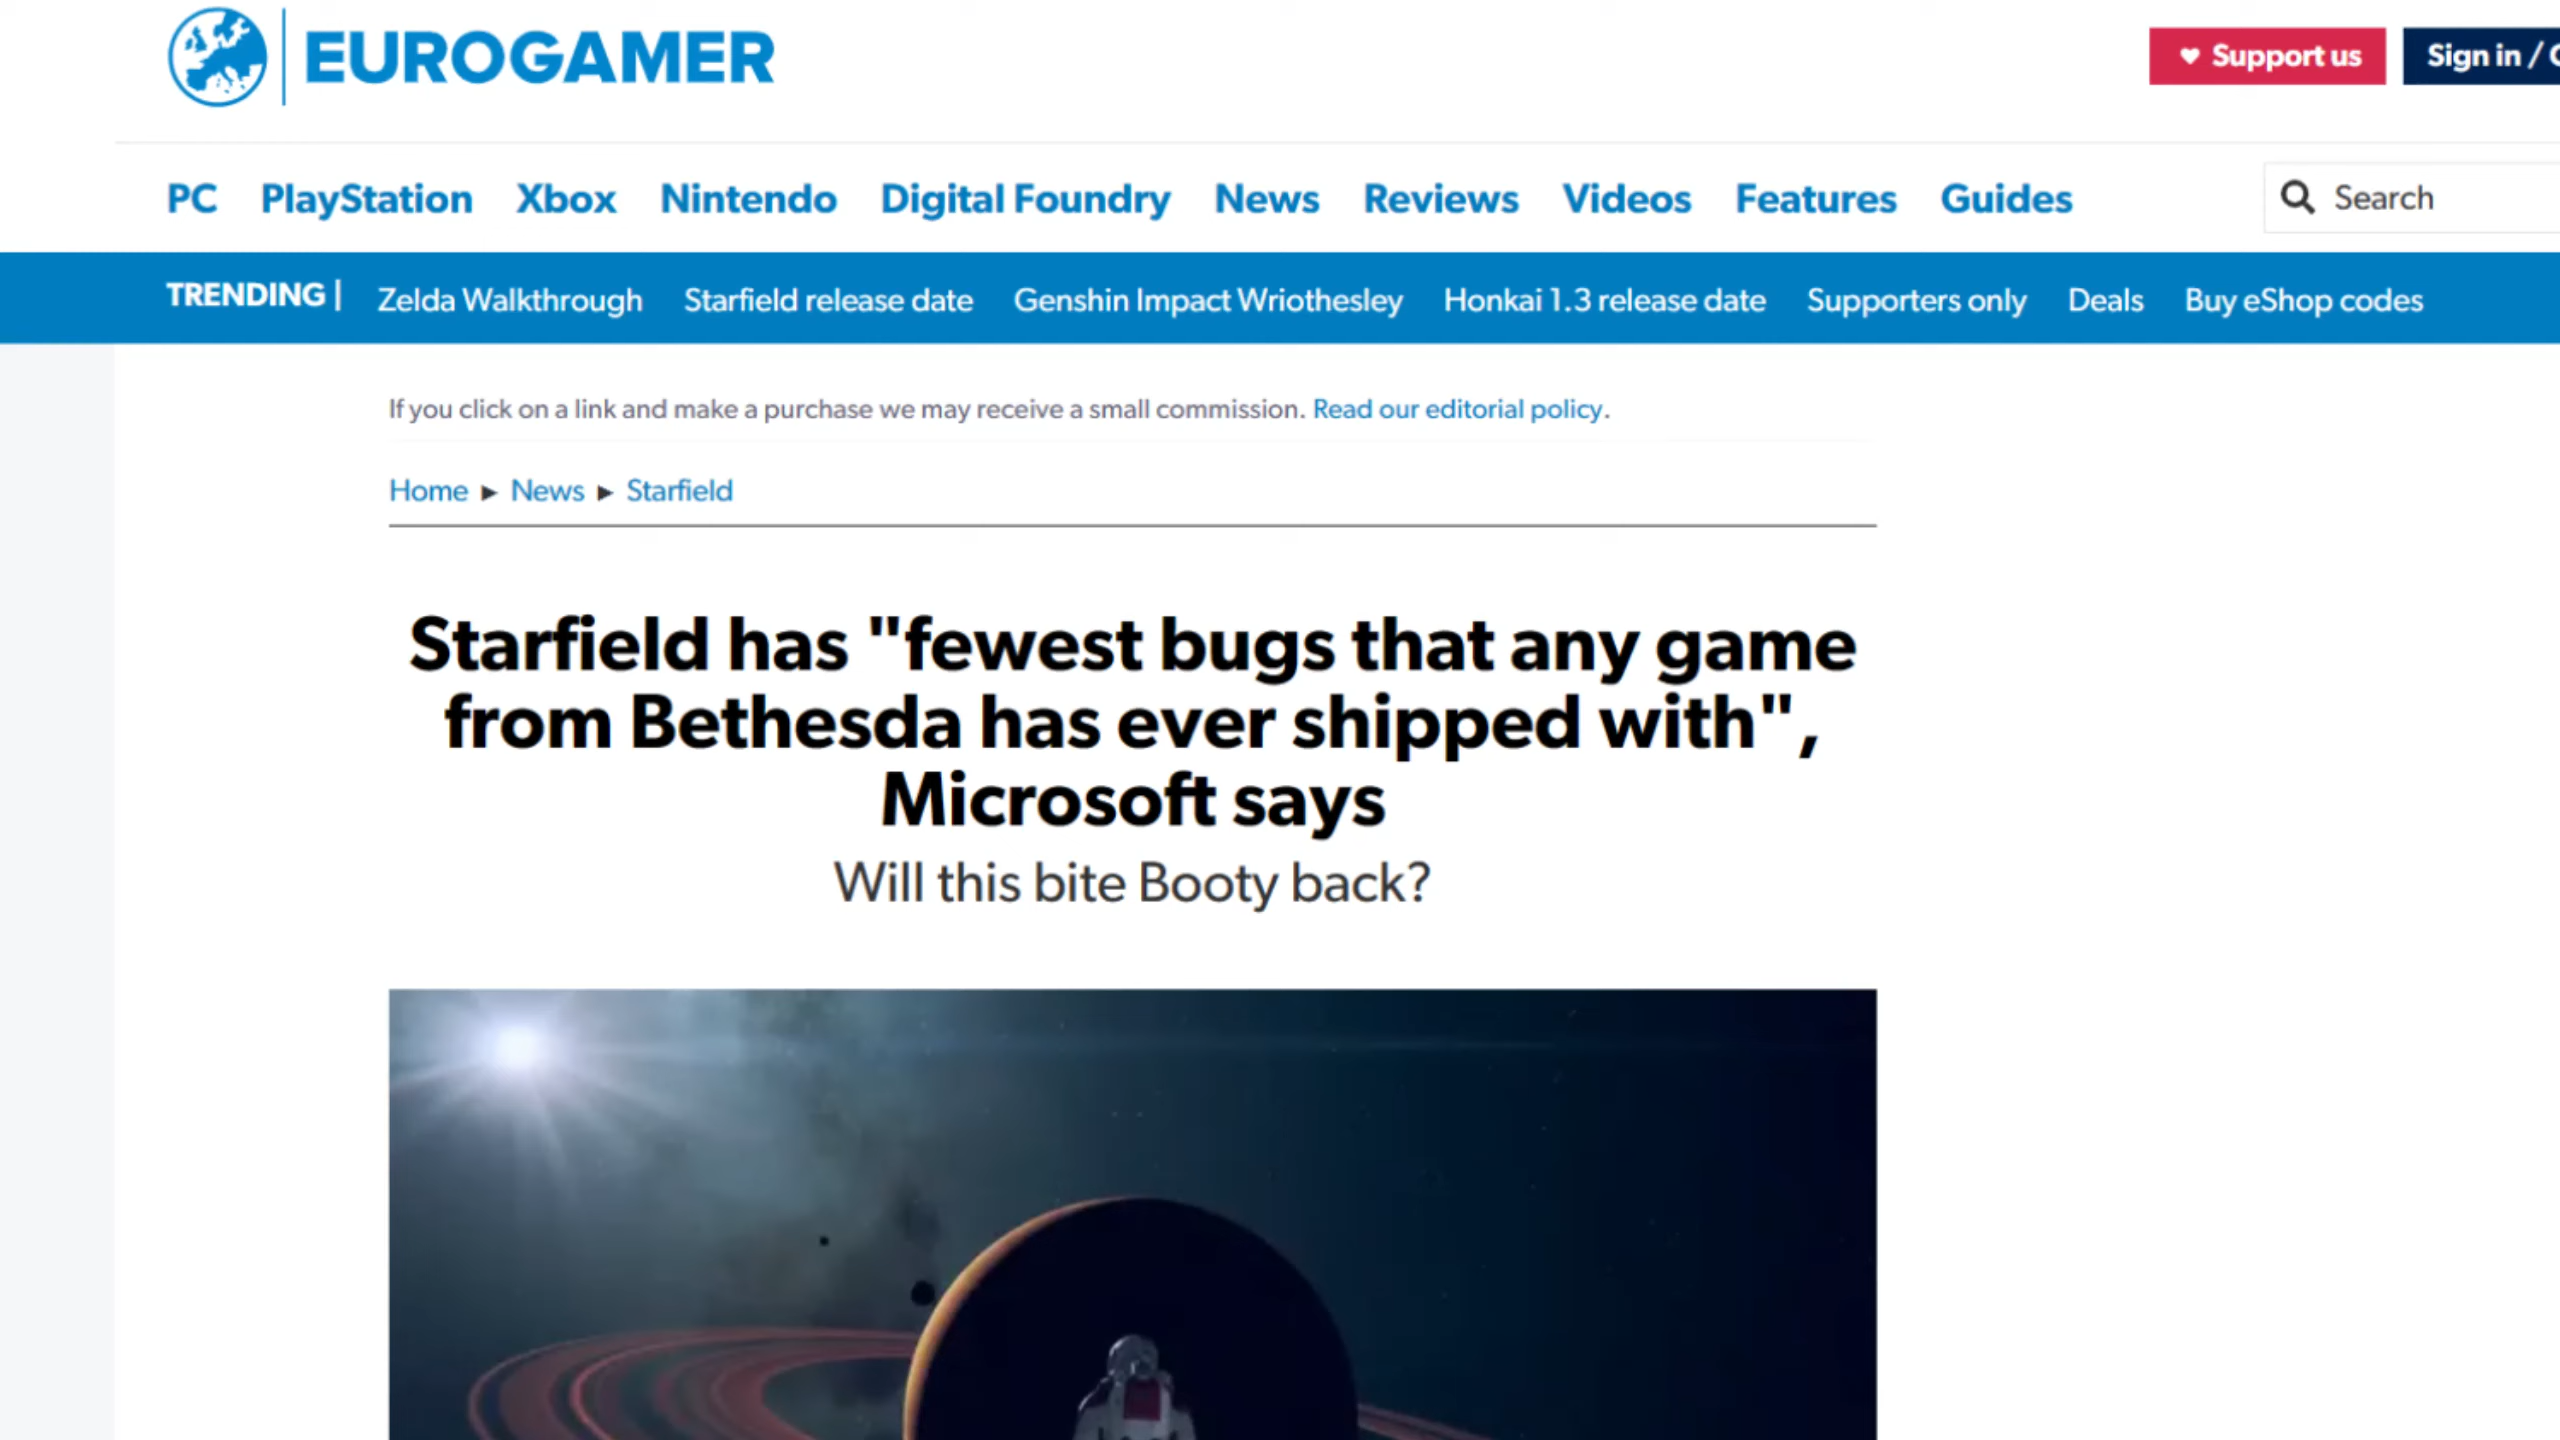 EUROGAMER
Support us
Sign in /
PC PlayStation Xbox Nintendo Digital Foundry News Reviews Videos Features Guides
Search
TRENDING | Zelda Walkthrough Starfield release date Genshin Impact Wriothesley Honkai 1.3 release date Supporters only Deals Buy eShop codes
If you click on a link and make a purchase we may receive a small commission. Read our editorial policy.
Home ► News ► Starfield
Starfield has "fewest bugs that any game
from Bethesda has ever shipped with",
Microsoft says
Will this bite Booty back?